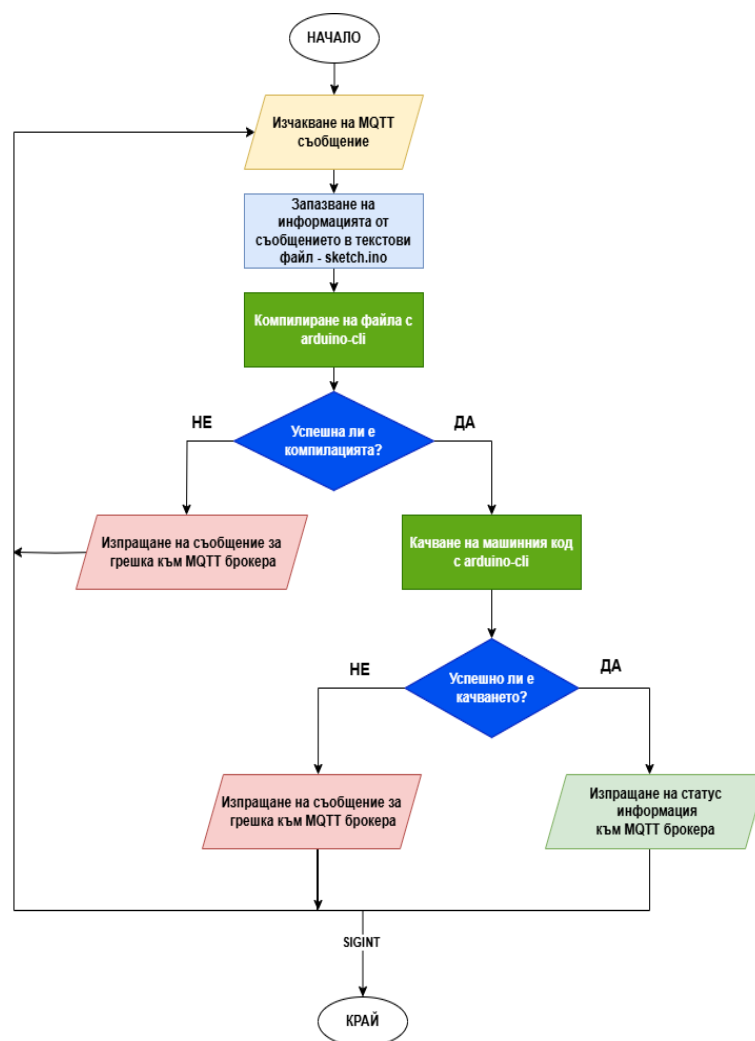 НАЧАЛО
Изчакване на MQTT
съобщение
Запазване на
информацията от
съобщението в текстови
файл - sketch.ino
Компилиране на файла с
arduino-cli
Успешна ли е
компилацията?
НЕ
ДА
Изпращане на съобщение за
грешка към MQTT брокера
Качване на машинния код
с arduino-cli
Успешно ли е
качването?
НЕ
ДА
Изпращане на съобщение за
грешка към MQTT брокера
Изпращане на статус
информация
към MQTT брокера
SIGINT
КРАЙ